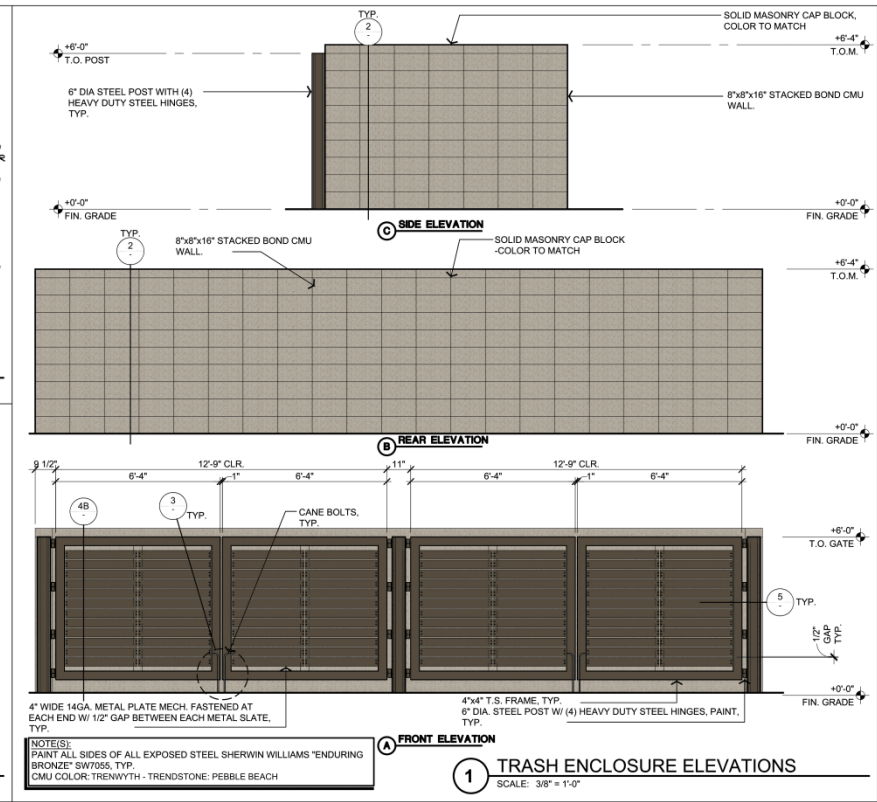 TYP.
2
-
SOLID MASONRY CAP BLOCK,
COLOR TO MATCH
+6'-0"
T.O. POST
+6'-4"
T.O.M.
6" DIA STEEL POST WITH (4)
HEAVY DUTY STEEL HINGES,
TYP.
8"x8"x16" STACKED BOND CMU
WALL.
+0'-0"
FIN. GRADE
+0'-0"
FIN. GRADE
C SIDE ELEVATION
TYP.
2
-
8"x8"x16" STACKED BOND CMU
WALL.
SOLID MASONRY CAP BLOCK
-COLOR TO MATCH
+6'-4"
T.O.M.
+0'-0"
FIN. GRADE
B REAR ELEVATION
9 1/2" 12'-9" CLR. 11" 12'-9" CLR.
6'-4" 1" 6'-4" 6'-4" 1" 6'-4"
4B
-
3
-
TYP.
CANE BOLTS,
TYP.
+6'-0"
T.O. GATE
5
-
TYP.
1/2"
GAP
TYP.
+0'-0"
FIN. GRADE
4" WIDE 14GA. METAL PLATE MECH. FASTENED AT
EACH END W/ 1/2" GAP BETWEEN EACH METAL SLATE,
TYP.
4"x4" T.S. FRAME, TYP.
6" DIA. STEEL POST W/ (4) HEAVY DUTY STEEL HINGES, PAINT,
TYP.
A FRONT ELEVATION
NOTE(S):
PAINT ALL SIDES OF ALL EXPOSED STEEL SHERWIN WILLIAMS "ENDURING
BRONZE" SW7055, TYP.
CMU COLOR: TRENWYTH - TRENDSTONE: PEBBLE BEACH
1 TRASH ENCLOSURE ELEVATIONS
SCALE: 3/8" = 1'-0"